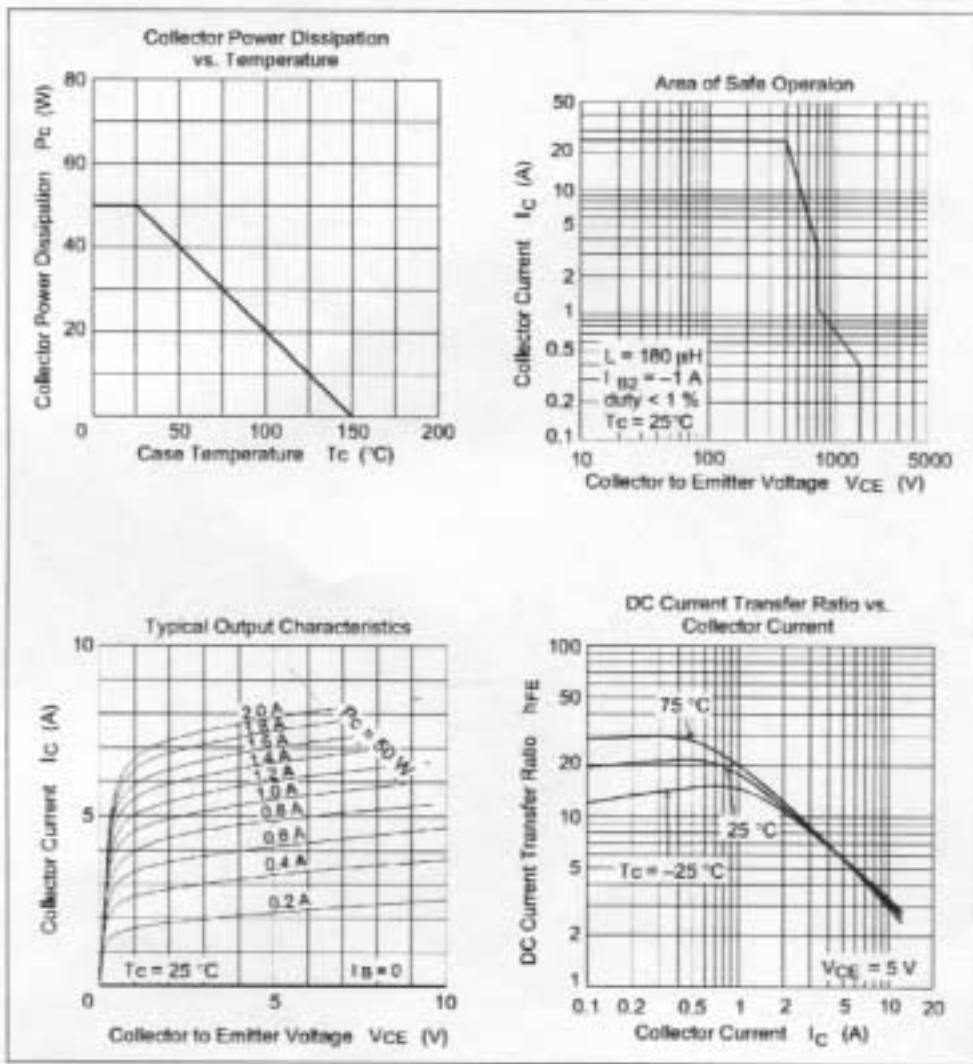 Collector Power Dissipation
vs. Temperature
80
60
40
20
0
50
100
150
200
Collector Power Dissipation Pc (W)
Case Temperature Tc (°C)
Area of Safe Operaion
50
20
10
5
2
1
0.5
0.2
0.1
L = 180 μH
I B2 = –1 A
duty < 1 %
Tc = 25°C
10
100
1000
5000
Collector Current IC (A)
Collector to Emitter Voltage VCE (V)
Typical Output Characteristics
10
5
2.0 A
1.8 A
1.6 A
1.4 A
1.2 A
1.0 A
0.8 A
0.6 A
0.4 A
0.2 A
Pc = 50 W
Tc = 25 °C
IB = 0
0
5
10
Collector Current IC (A)
Collector to Emitter Voltage VCE (V)
DC Current Transfer Ratio vs.
Collector Current
100
50
20
10
5
2
1
75 °C
25 °C
Tc = –25 °C
VCE = 5 V
0.1
0.2
0.5
1
2
5
10
20
DC Current Transfer Ratio hFE
Collector Current IC (A)